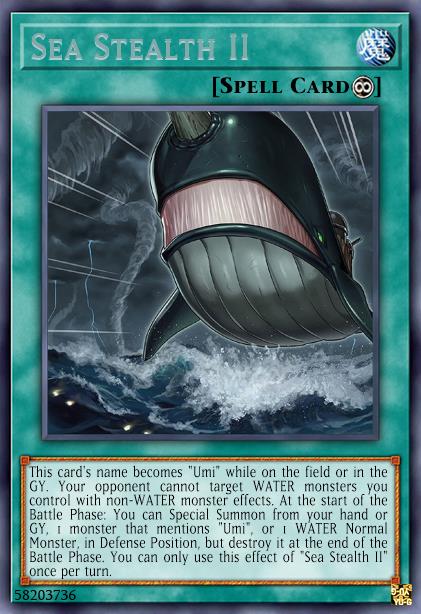 Sea Stealth II
[Spell Card]
This card's name becomes "Umi" while on the field or in the
GY. Your opponent cannot target WATER monsters you
control with non-WATER monster effects. At the start of the
Battle Phase: You can Special Summon from your hand or
GY, 1 monster that mentions "Umi", or 1 WATER Normal
Monster, in Defense Position, but destroy it at the end of the
Battle Phase. You can only use this effect of "Sea Stealth II"
once per turn.
58203736